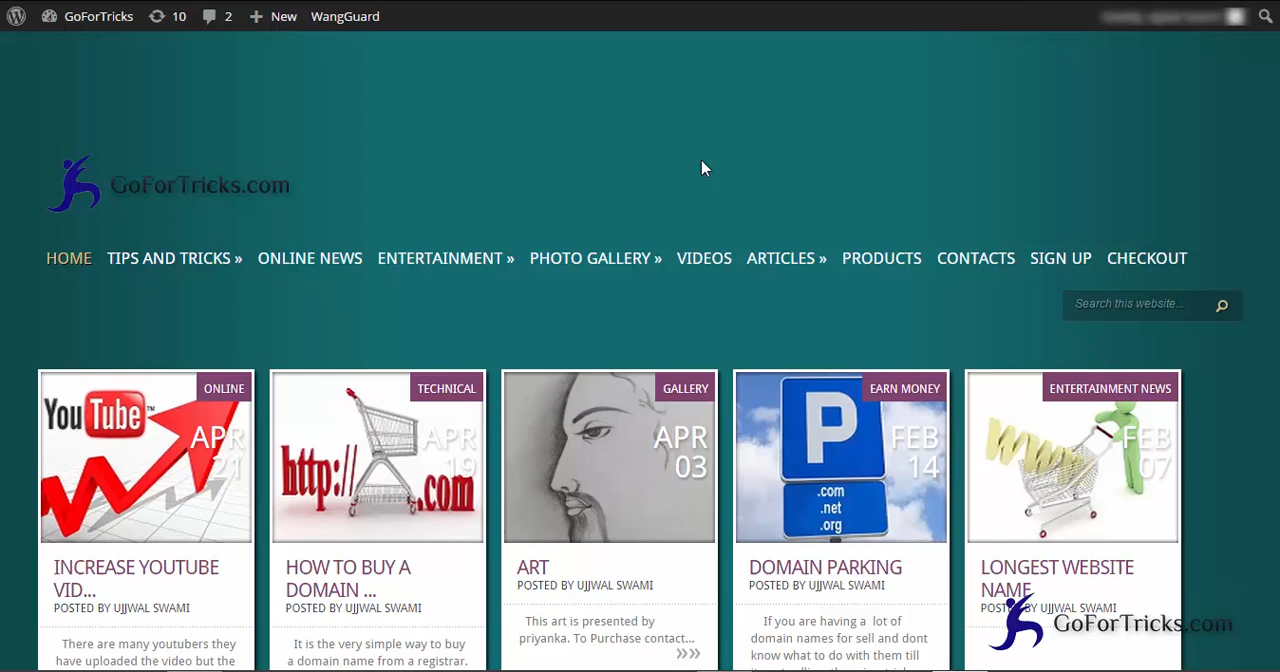 GoForTricks 10 2 New WangGuard
GoForTricks.com
HOME TIPS AND TRICKS » ONLINE NEWS ENTERTAINMENT » PHOTO GALLERY » VIDEOS ARTICLES » PRODUCTS CONTACTS SIGN UP CHECKOUT
Search this website...
ONLINE
You Tube™
APR
21
INCREASE YOUTUBE
VID...
POSTED BY UJJWAL SWAMI
There are many youtubers they
have uploaded the video but the
TECHNICAL
APR
19
http:// .com
HOW TO BUY A
DOMAIN ...
POSTED BY UJJWAL SWAMI
It is the very simple way to buy
a domain name from a registrar.
GALLERY
APR
03
ART
POSTED BY UJJWAL SWAMI
This art is presented by
priyanka. To Purchase contact...
»»
EARN MONEY
P
FEB
14
.com
.net
.org
DOMAIN PARKING
POSTED BY UJJWAL SWAMI
If you are having a lot of
domain names for sell and dont
know what to do with them till
ENTERTAINMENT NEWS
WWW
FEB
07
LONGEST WEBSITE
NAME
POSTED BY UJJWAL SWAMI
GoForTricks.com